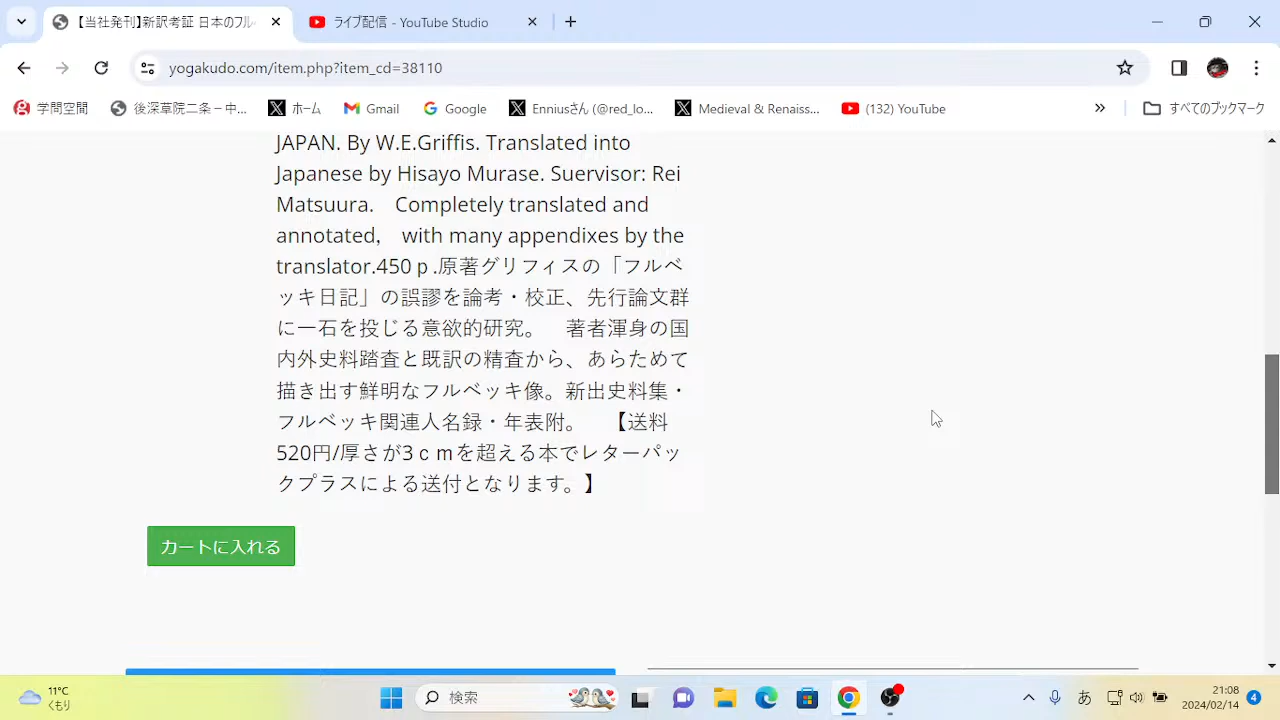 【当社発刊】新訳考証 日本のフル
ライブ配信 - YouTube Studio
yogakudo.com/item.php?item_cd=38110
学問空間
後深草院二条－中...
ホーム
Gmail
Google
Enniusさん (@red_lo...
Medieval & Renaiss...
(132) YouTube
すべてのブックマーク
JAPAN. By W.E.Griffis. Translated into
Japanese by Hisayo Murase. Suervisor: Rei
Matsuura.　Completely translated and
annotated,　with many appendixes by the
translator.450ｐ.原著グリフィスの「フルベ
ッキ日記」の誤謬を論考・校正、先行論文群
に一石を投じる意欲的研究。　著者渾身の国
内外史料踏査と既訳の精査から、あらためて
描き出す鮮明なフルベッキ像。新出史料集・
フルベッキ関連人名録・年表附。　【送料
520円/厚さが3ｃｍを超える本でレターパッ
クプラスによる送付となります。】
カートに入れる
11°C
くもり
検索
あ
21:08
2024/02/14
4